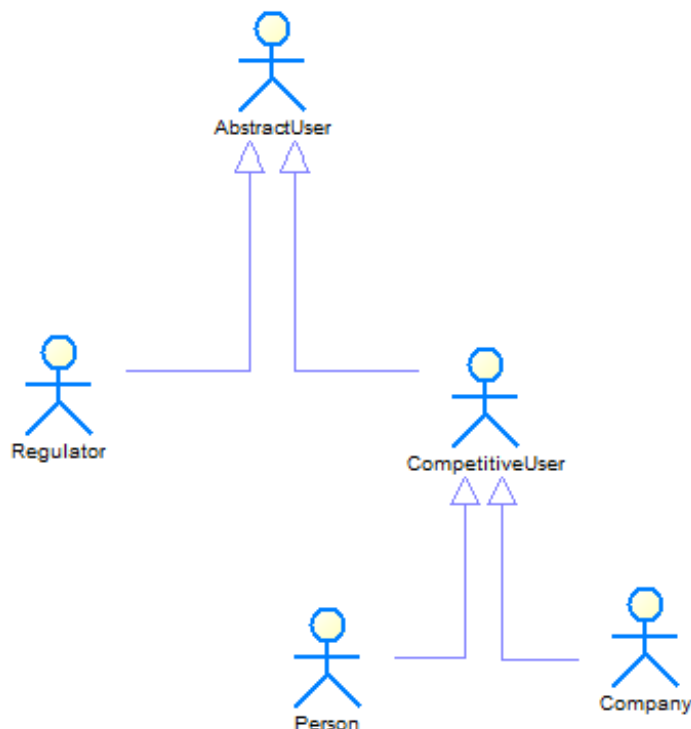 AbstractUser
Regulator
CompetitiveUser
Person
Company